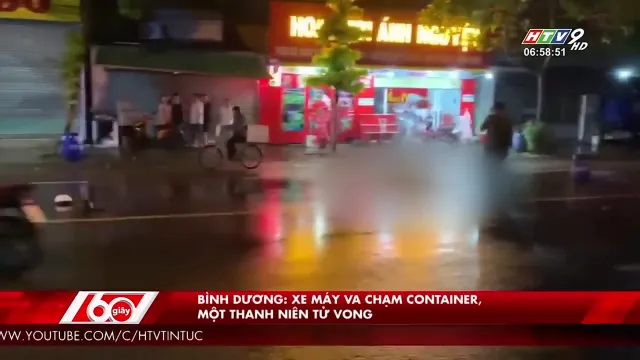 HTV9 HD
06:58:51
60 giây
BÌNH DƯƠNG: XE MÁY VA CHẠM CONTAINER,
MỘT THANH NIÊN TỬ VONG
WWW.YOUTUBE.COM/C/HTVTINTUC